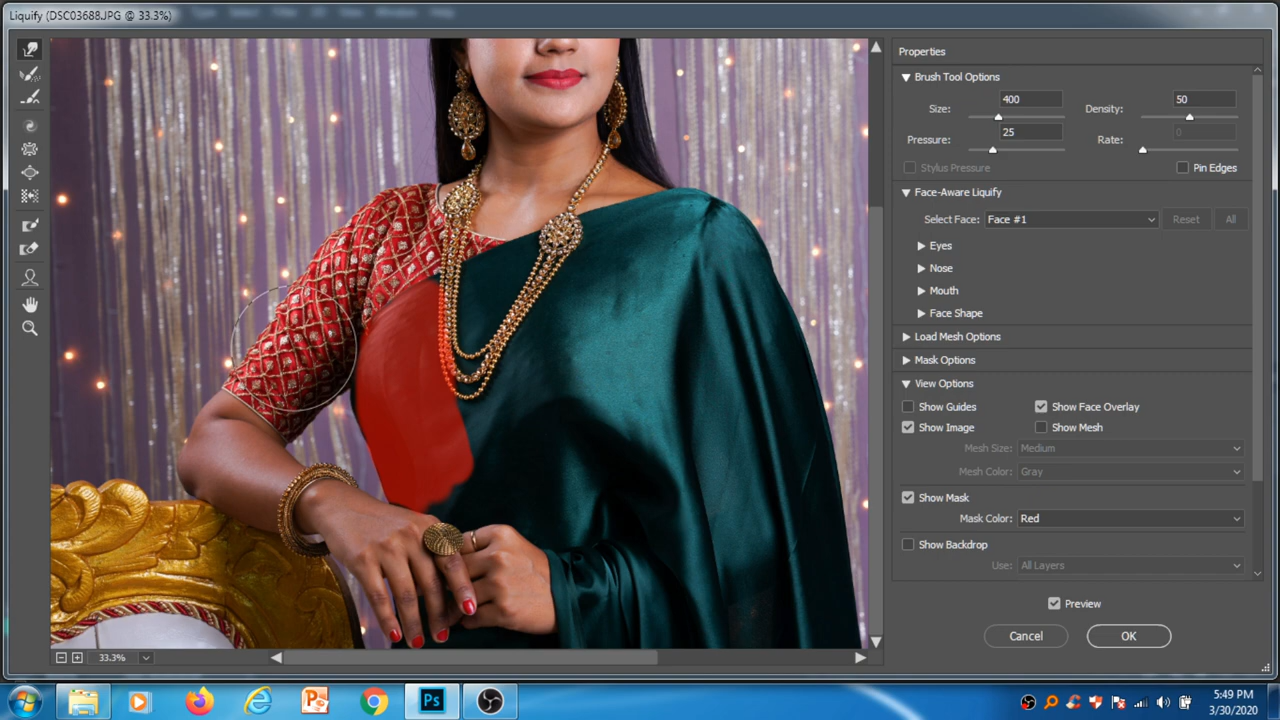 Liquify (DSC03688.JPG @ 33.3%)
Properties
Brush Tool Options
Size: 400 Density: 50
Pressure: 25 Rate: 0
Stylus Pressure Pin Edges
Face-Aware Liquify
Select Face: Face #1 Reset All
Eyes
Nose
Mouth
Face Shape
Load Mesh Options
Mask Options
View Options
Show Guides Show Face Overlay
Show Image Show Mesh
Mesh Size: Medium
Mesh Color: Gray
Show Mask
Mask Color: Red
Show Backdrop
Use: All Layers
Preview
Cancel OK
33.3%
Ps
5:49 PM
3/30/2020